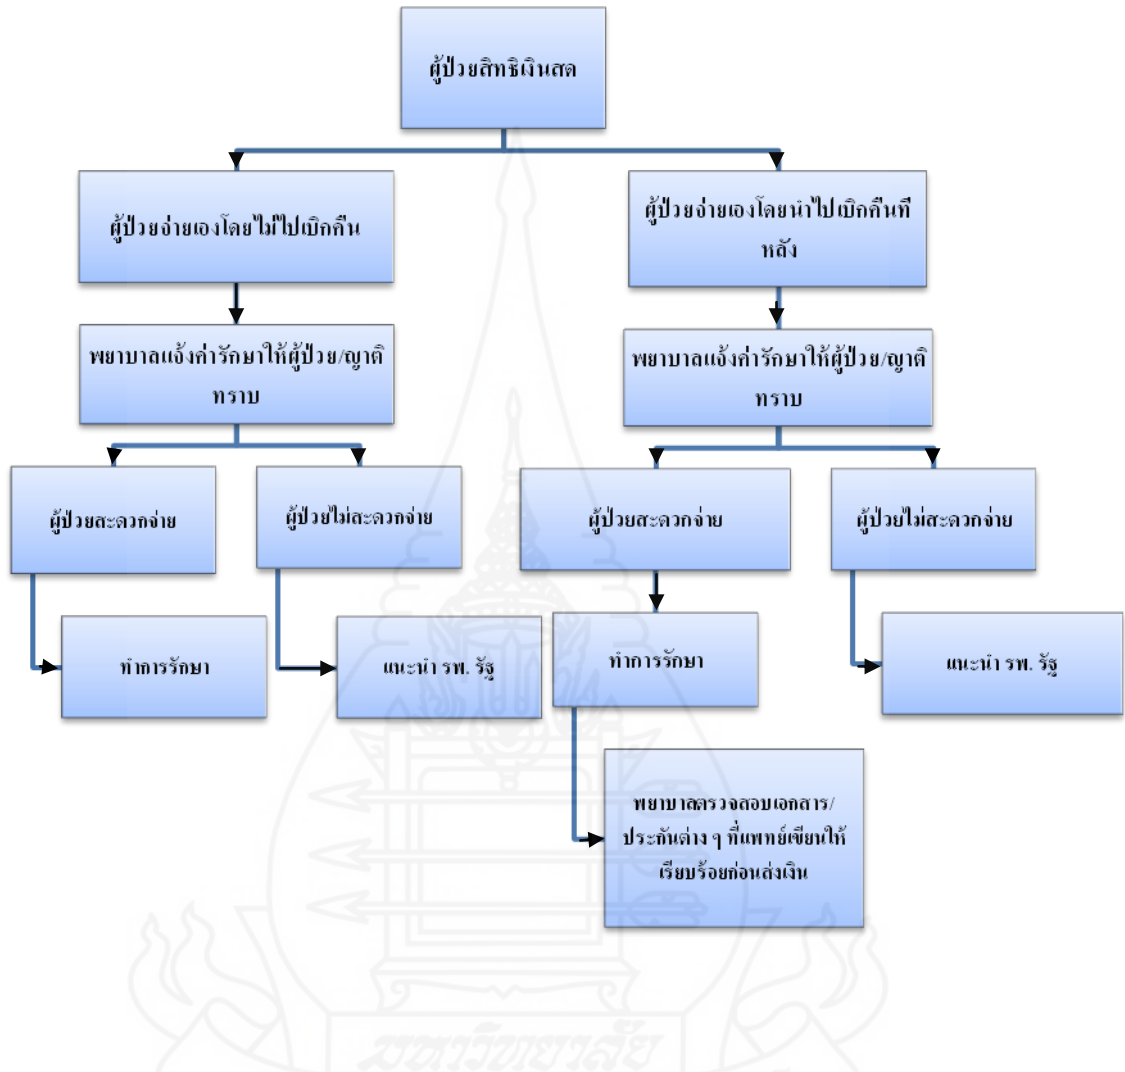 ผู้ป่วยสิทธิเงินสด
ผู้ป่วยจ่ายเองโดยไม่ไปเบิกคืน
ผู้ป่วยจ่ายเองโดยนำไปเบิกคืนที
หลัง
พยาบาลแจ้งค่ารักษาให้ผู้ป่วย/ญาติ
ทราบ
พยาบาลแจ้งค่ารักษาให้ผู้ป่วย/ญาติ
ทราบ
ผู้ป่วยสะดวกจ่าย
ผู้ป่วยไม่สะดวกจ่าย
ผู้ป่วยสะดวกจ่าย
ผู้ป่วยไม่สะดวกจ่าย
ทำการรักษา
แนะนำ รพ. รัฐ
ทำการรักษา
แนะนำ รพ. รัฐ
พยาบาลตรวจสอบเอกสาร/
ประกันต่าง ๆ ที่แพทย์เขียนให้
เรียบร้อยก่อนส่งเงิน
มหาวิทยาลัย